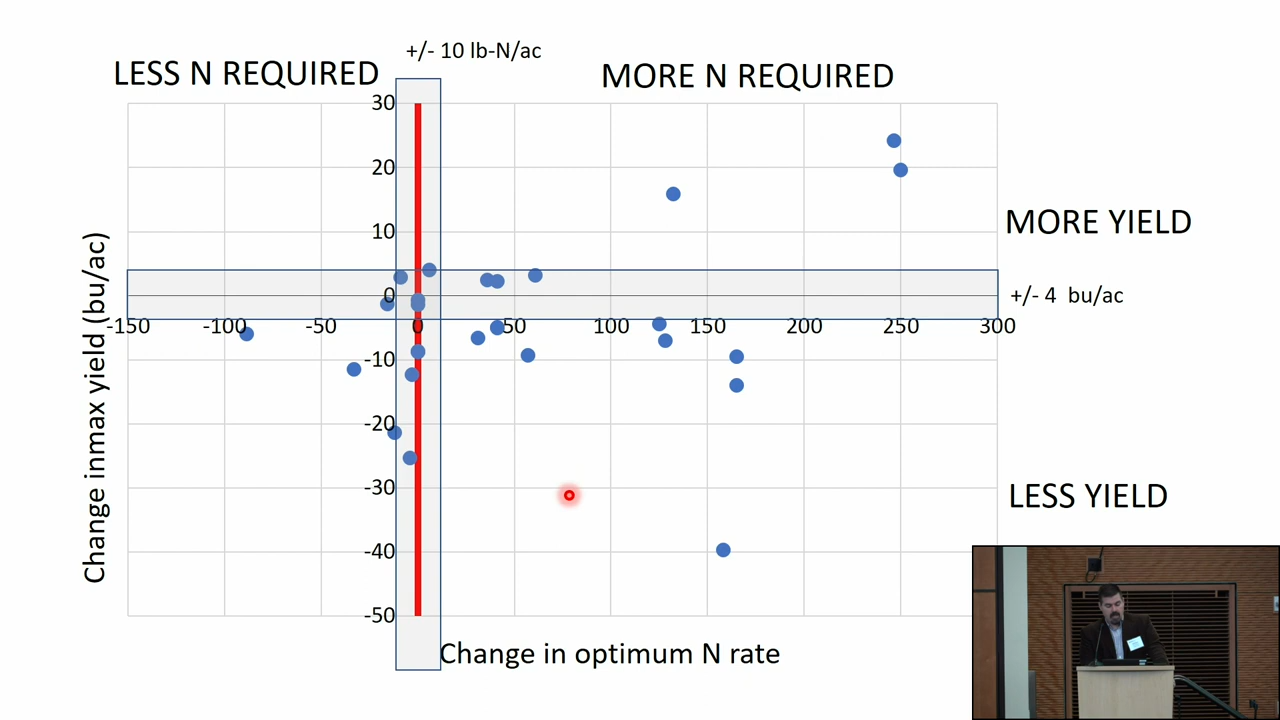 +/- 10 lb-N/ac
LESS N REQUIRED
MORE N REQUIRED
30
20
10
0
-10
-20
-30
-40
-50
-150
-100
-50
0
50
100
150
200
250
300
MORE YIELD
+/- 4 bu/ac
LESS YIELD
Change inmax yield (bu/ac)
Change in optimum N rate